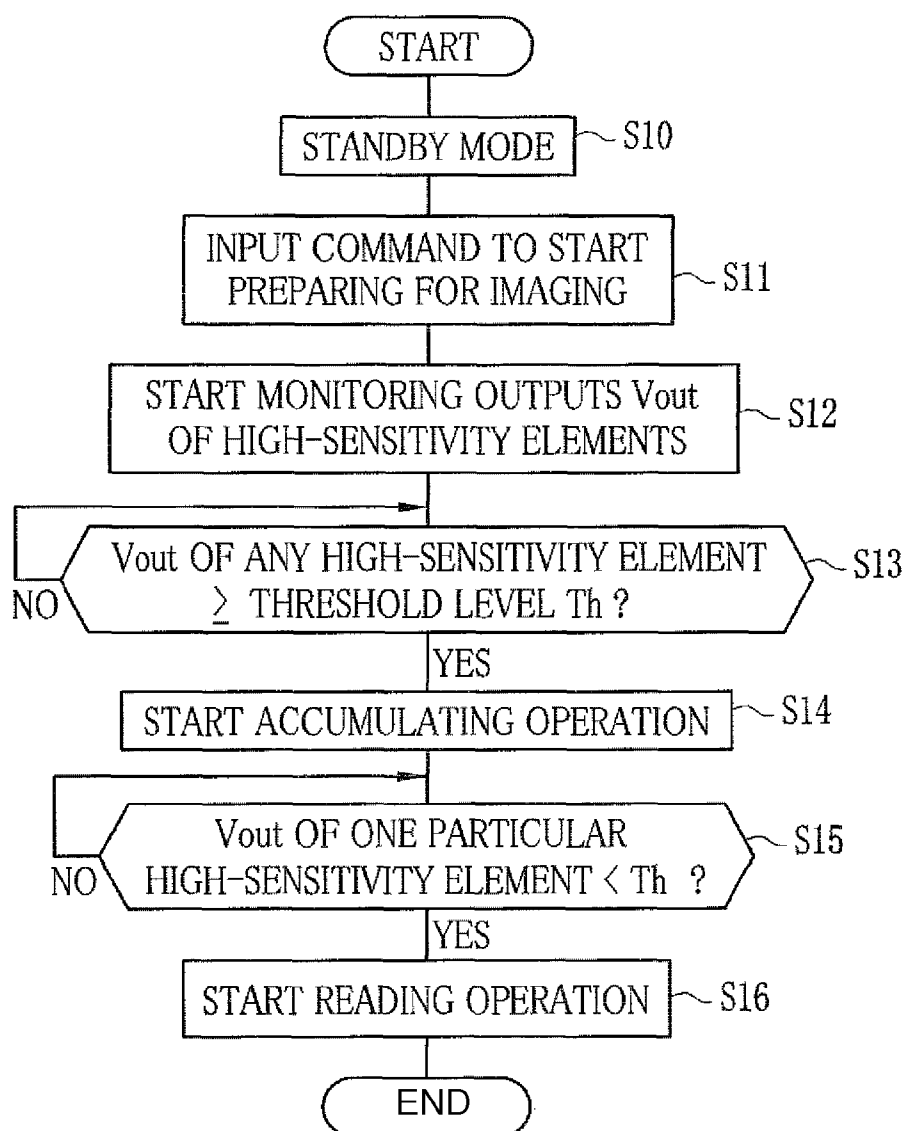 START
STANDBY MODE
S10
INPUT COMMAND TO START
PREPARING FOR IMAGING
S11
START MONITORING OUTPUTS Vout
OF HIGH-SENSITIVITY ELEMENTS
S12
Vout OF ANY HIGH-SENSITIVITY ELEMENT
≥ THRESHOLD LEVEL Th ?
S13
NO
YES
START ACCUMULATING OPERATION
S14
Vout OF ONE PARTICULAR
HIGH-SENSITIVITY ELEMENT < Th ?
S15
NO
YES
START READING OPERATION
S16
END